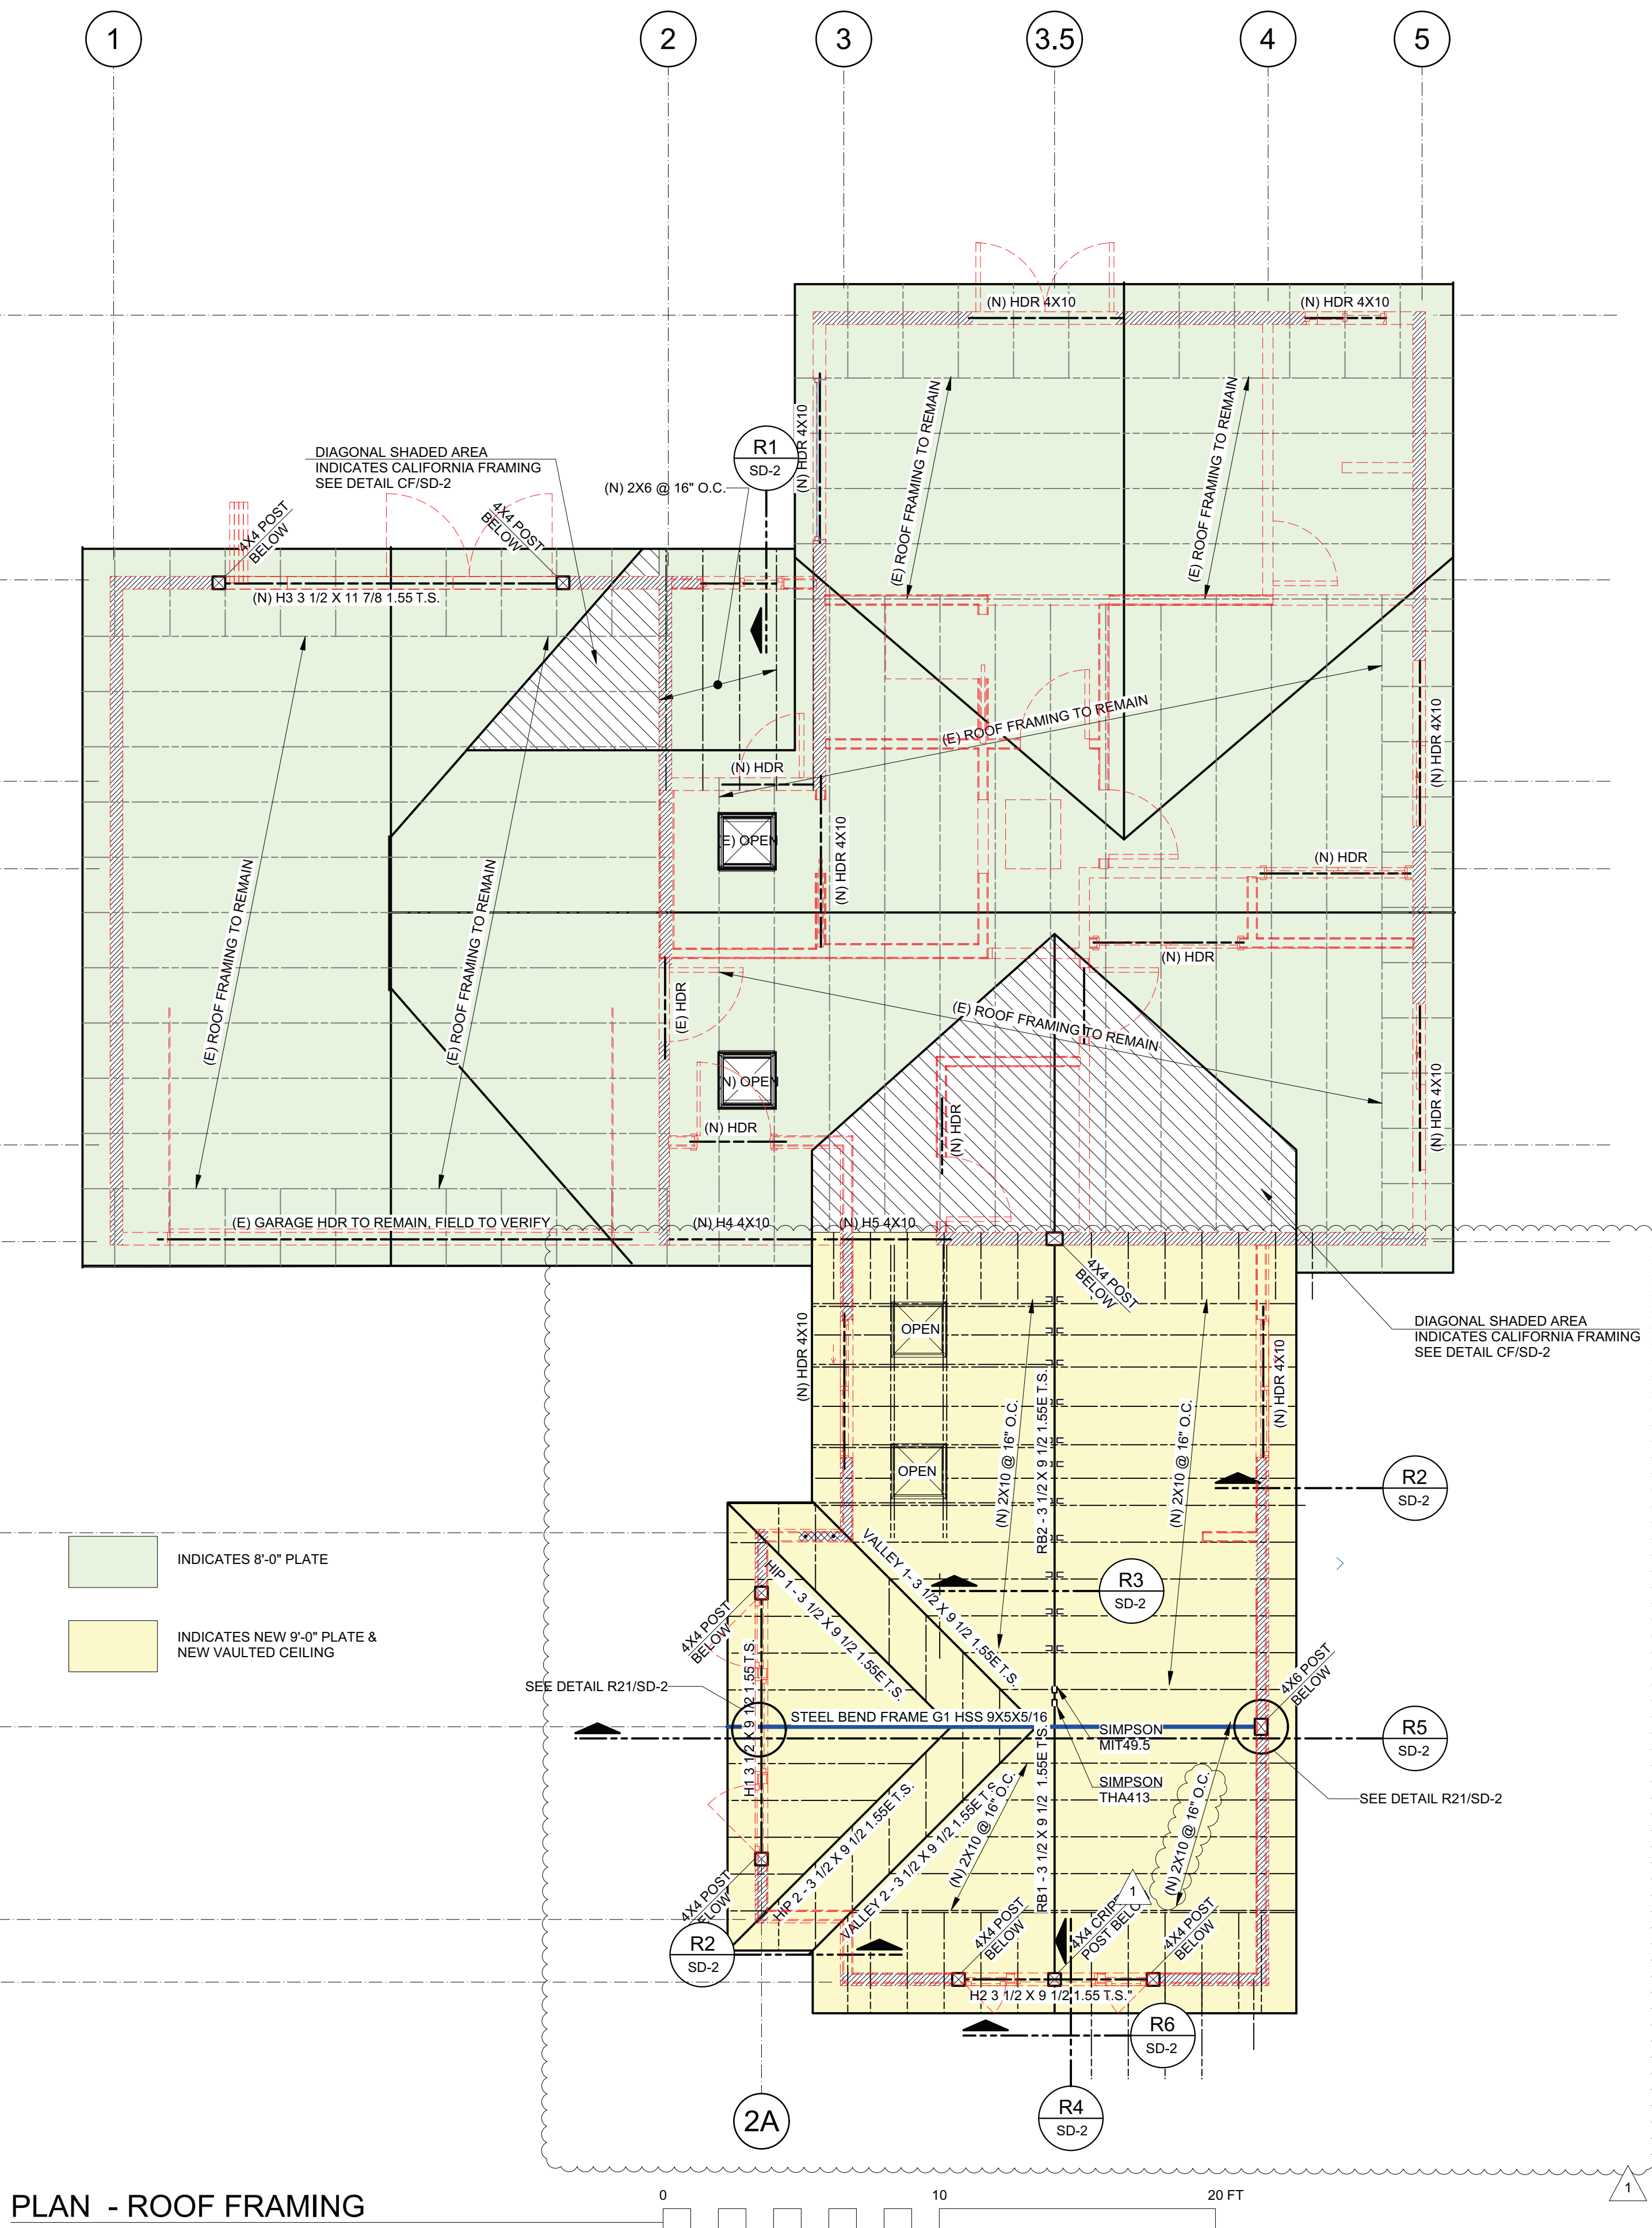 1
2
3
3.5
4
5
(N) HDR 4X10
(N) HDR 4X10
(N) HDR 4X10
(E) ROOF FRAMING TO REMAIN
(E) ROOF FRAMING TO REMAIN
R1
SD-2
DIAGONAL SHADED AREA
INDICATES CALIFORNIA FRAMING
SEE DETAIL CF/SD-2
(N) 2X6 @ 16" O.C.
4X4 POST
BELOW
4X4 POST
BELOW
(N) H3 3 1/2 X 11 7/8 1.55 T.S.
(E) ROOF FRAMING TO REMAIN
(N) HDR 4X10
(N) HDR
(E) OPEN
(N) HDR 4X10
(N) HDR
(N) HDR
(E) ROOF FRAMING TO REMAIN
(E) ROOF FRAMING TO REMAIN
(E) HDR
(E) ROOF FRAMING TO REMAIN
(N) OPEN
(N) HDR
(N) HDR
(N) HDR 4X10
(E) GARAGE HDR TO REMAIN, FIELD TO VERIFY
(N) H4 4X10
(N) H5 4X10
4X4 POST
BELOW
DIAGONAL SHADED AREA
INDICATES CALIFORNIA FRAMING
SEE DETAIL CF/SD-2
OPEN
(N) HDR 4X10
(N) HDR 4X10
(N) 2X10 @ 16" O.C.
RB2 - 3 1/2 X 9 1/2 1.55E T.S.
(N) 2X10 @ 16" O.C.
OPEN
R2
SD-2
INDICATES 8'-0" PLATE
INDICATES NEW 9'-0" PLATE &
NEW VAULTED CEILING
HIP 1 - 3 1/2 X 9 1/2 1.55E T.S.
VALLEY 1- 3 1/2 X 9 1/2 1.55E T.S.
R3
SD-2
4X4 POST
BELOW
4X6 POST
BELOW
SEE DETAIL R21/SD-2
H1 3 1/2 X 9 1/2 1.55 T.S.
STEEL BEND FRAME G1 HSS 9X5X5/16
SIMPSON
MIT49.5
SIMPSON
THA413
R5
SD-2
SEE DETAIL R21/SD-2
HIP 2 - 3 1/2 X 9 1/2 1.55E T.S.
VALLEY 2 - 3 1/2 X 9 1/2 1.55E T.S.
(N) 2X10 @ 16" O.C.
RB1 - 3 1/2 X 9 1/2 1.55E T.S.
(N) 2X10 @ 16" O.C.
1
4X4 POST
R2
SD-2
4X4 POST
BELOW
4X4
POST
4X4 POST
BELOW
H2 3 1/2 X 9 1/2 1.55 T.S."
R6
SD-2
R4
SD-2
2A
PLAN - ROOF FRAMING
0
10
20 FT
1